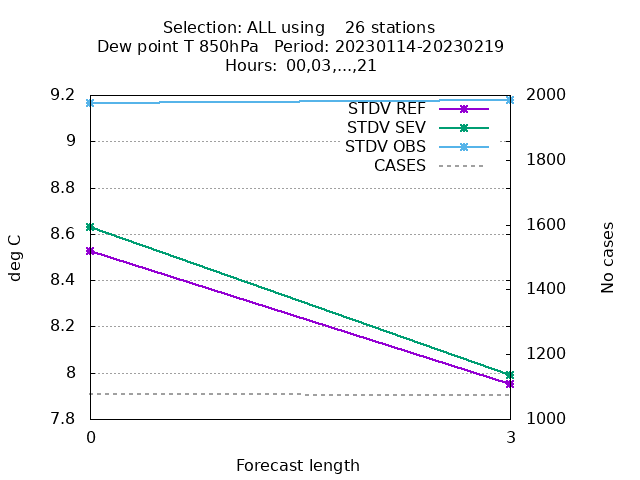 Selection: ALL using    26 stations
Dew point T 850hPa   Period: 20230114-20230219
Hours: 00,03,...,21
9.2
9
8.8
8.6
8.4
8.2
8
7.8
deg C
STDV REF
STDV SEV
STDV OBS
CASES
2000
1800
1600
1400
1200
1000
No cases
0
3
Forecast length